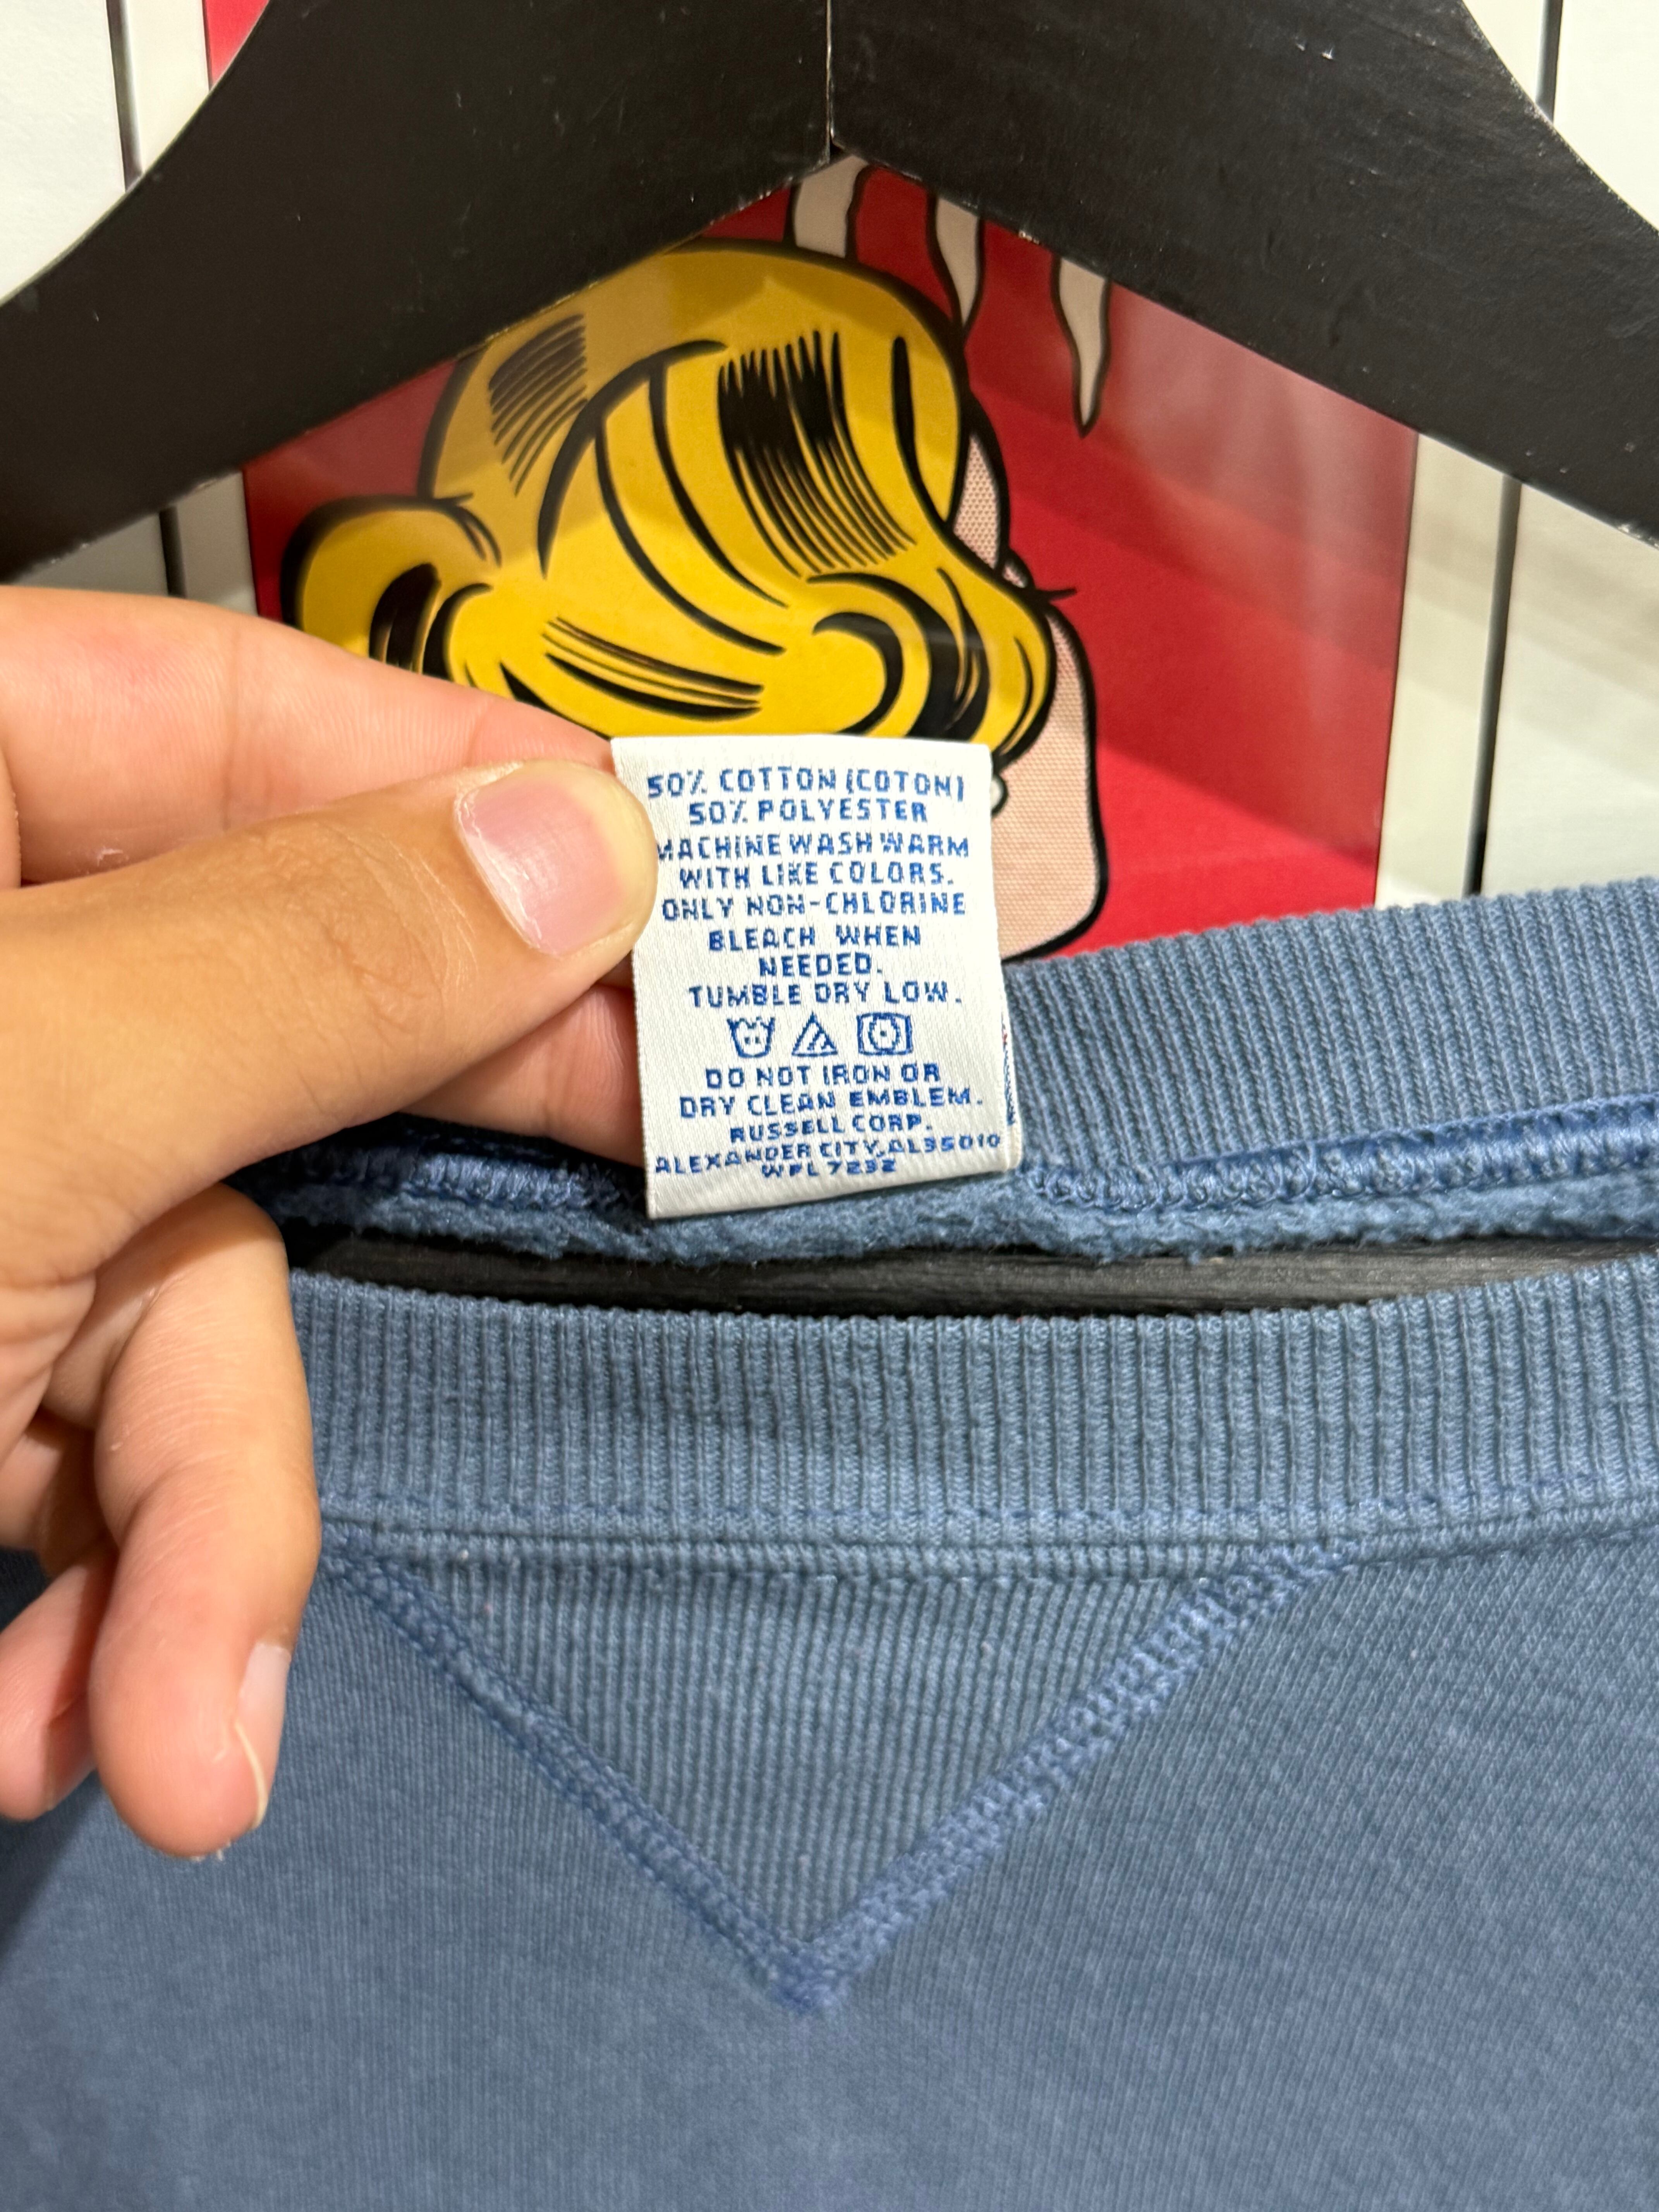 50% COTTON (COTON)
50% POLYESTER
MACHINE WASH WARM
WITH LIKE COLORS.
ONLY NON-CHLORINE
BLEACH WHEN
NEEDED.
TUMBLE DRY LOW.
DO NOT IRON OR
DRY CLEAN EMBLEM.
RUSSELL CORP.
ALEXANDER CITY,AL35010
WPL 7232